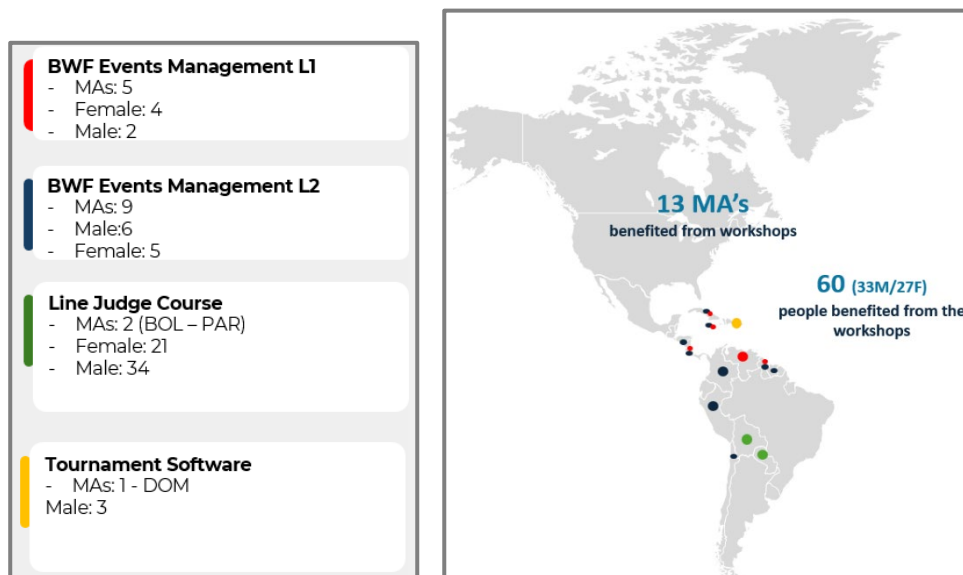 BWF Events Management L1
- MAs: 5
- Female: 4
- Male: 2
BWF Events Management L2
- MAs: 9
- Male:6
- Female: 5
Line Judge Course
- MAs: 2 (BOL – PAR)
- Female: 21
- Male: 34
Tournament Software
- MAs: 1 - DOM
Male: 3
13 MA’s
benefited from workshops
60 (33M/27F)
people benefited from the
workshops